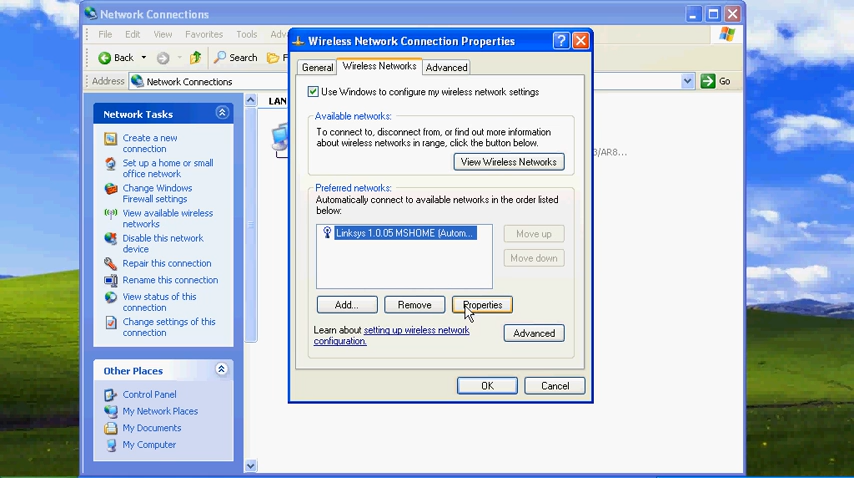 Network Connections
File Edit View Favorites Tools
Back Search
Address Network Connections Go
Network Tasks
Create a new
connection
Set up a home or small
office network
Change Windows
Firewall settings
View available wireless
networks
Disable this network
device
Repair this connection
Rename this connection
View status of this
connection
Change settings of this
connection
Other Places
Control Panel
My Network Places
My Documents
My Computer
LAN
Wireless Network Connection Properties
General Wireless Networks Advanced
Use Windows to configure my wireless network settings
Available networks:
To connect to, disconnect from, or find out more information
about wireless networks in range, click the button below.
View Wireless Networks
Preferred networks:
Automatically connect to available networks in the order listed
below:
Linksys 1.0.05 MSHOME (Autom...
Move up
Move down
Add... Remove Properties
Learn about setting up wireless network
configuration.
Advanced
OK Cancel